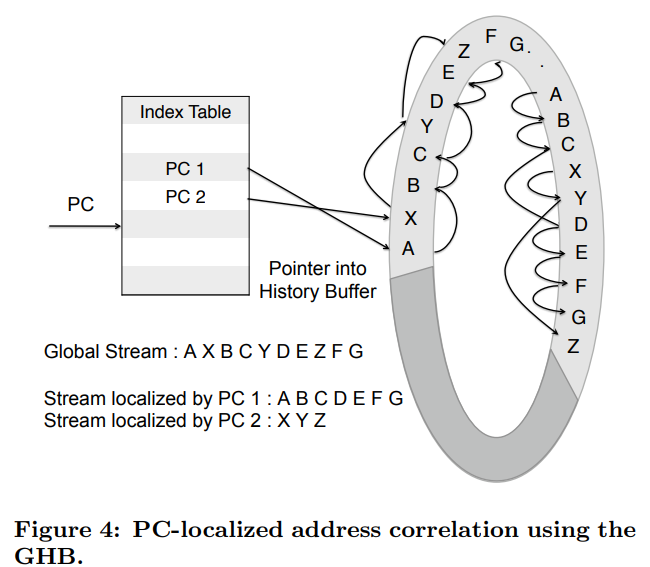 Index Table
PC 1
PC 2
PC
Pointer into
History Buffer
A
X
B
C
Y
D
E
Z
F
G
.
.
A
B
C
X
Y
D
E
F
G
Z
Global Stream : A X B C Y D E Z F G
Stream localized by PC 1 : A B C D E F G
Stream localized by PC 2 : X Y Z
Figure 4: PC-localized address correlation using the
GHB.